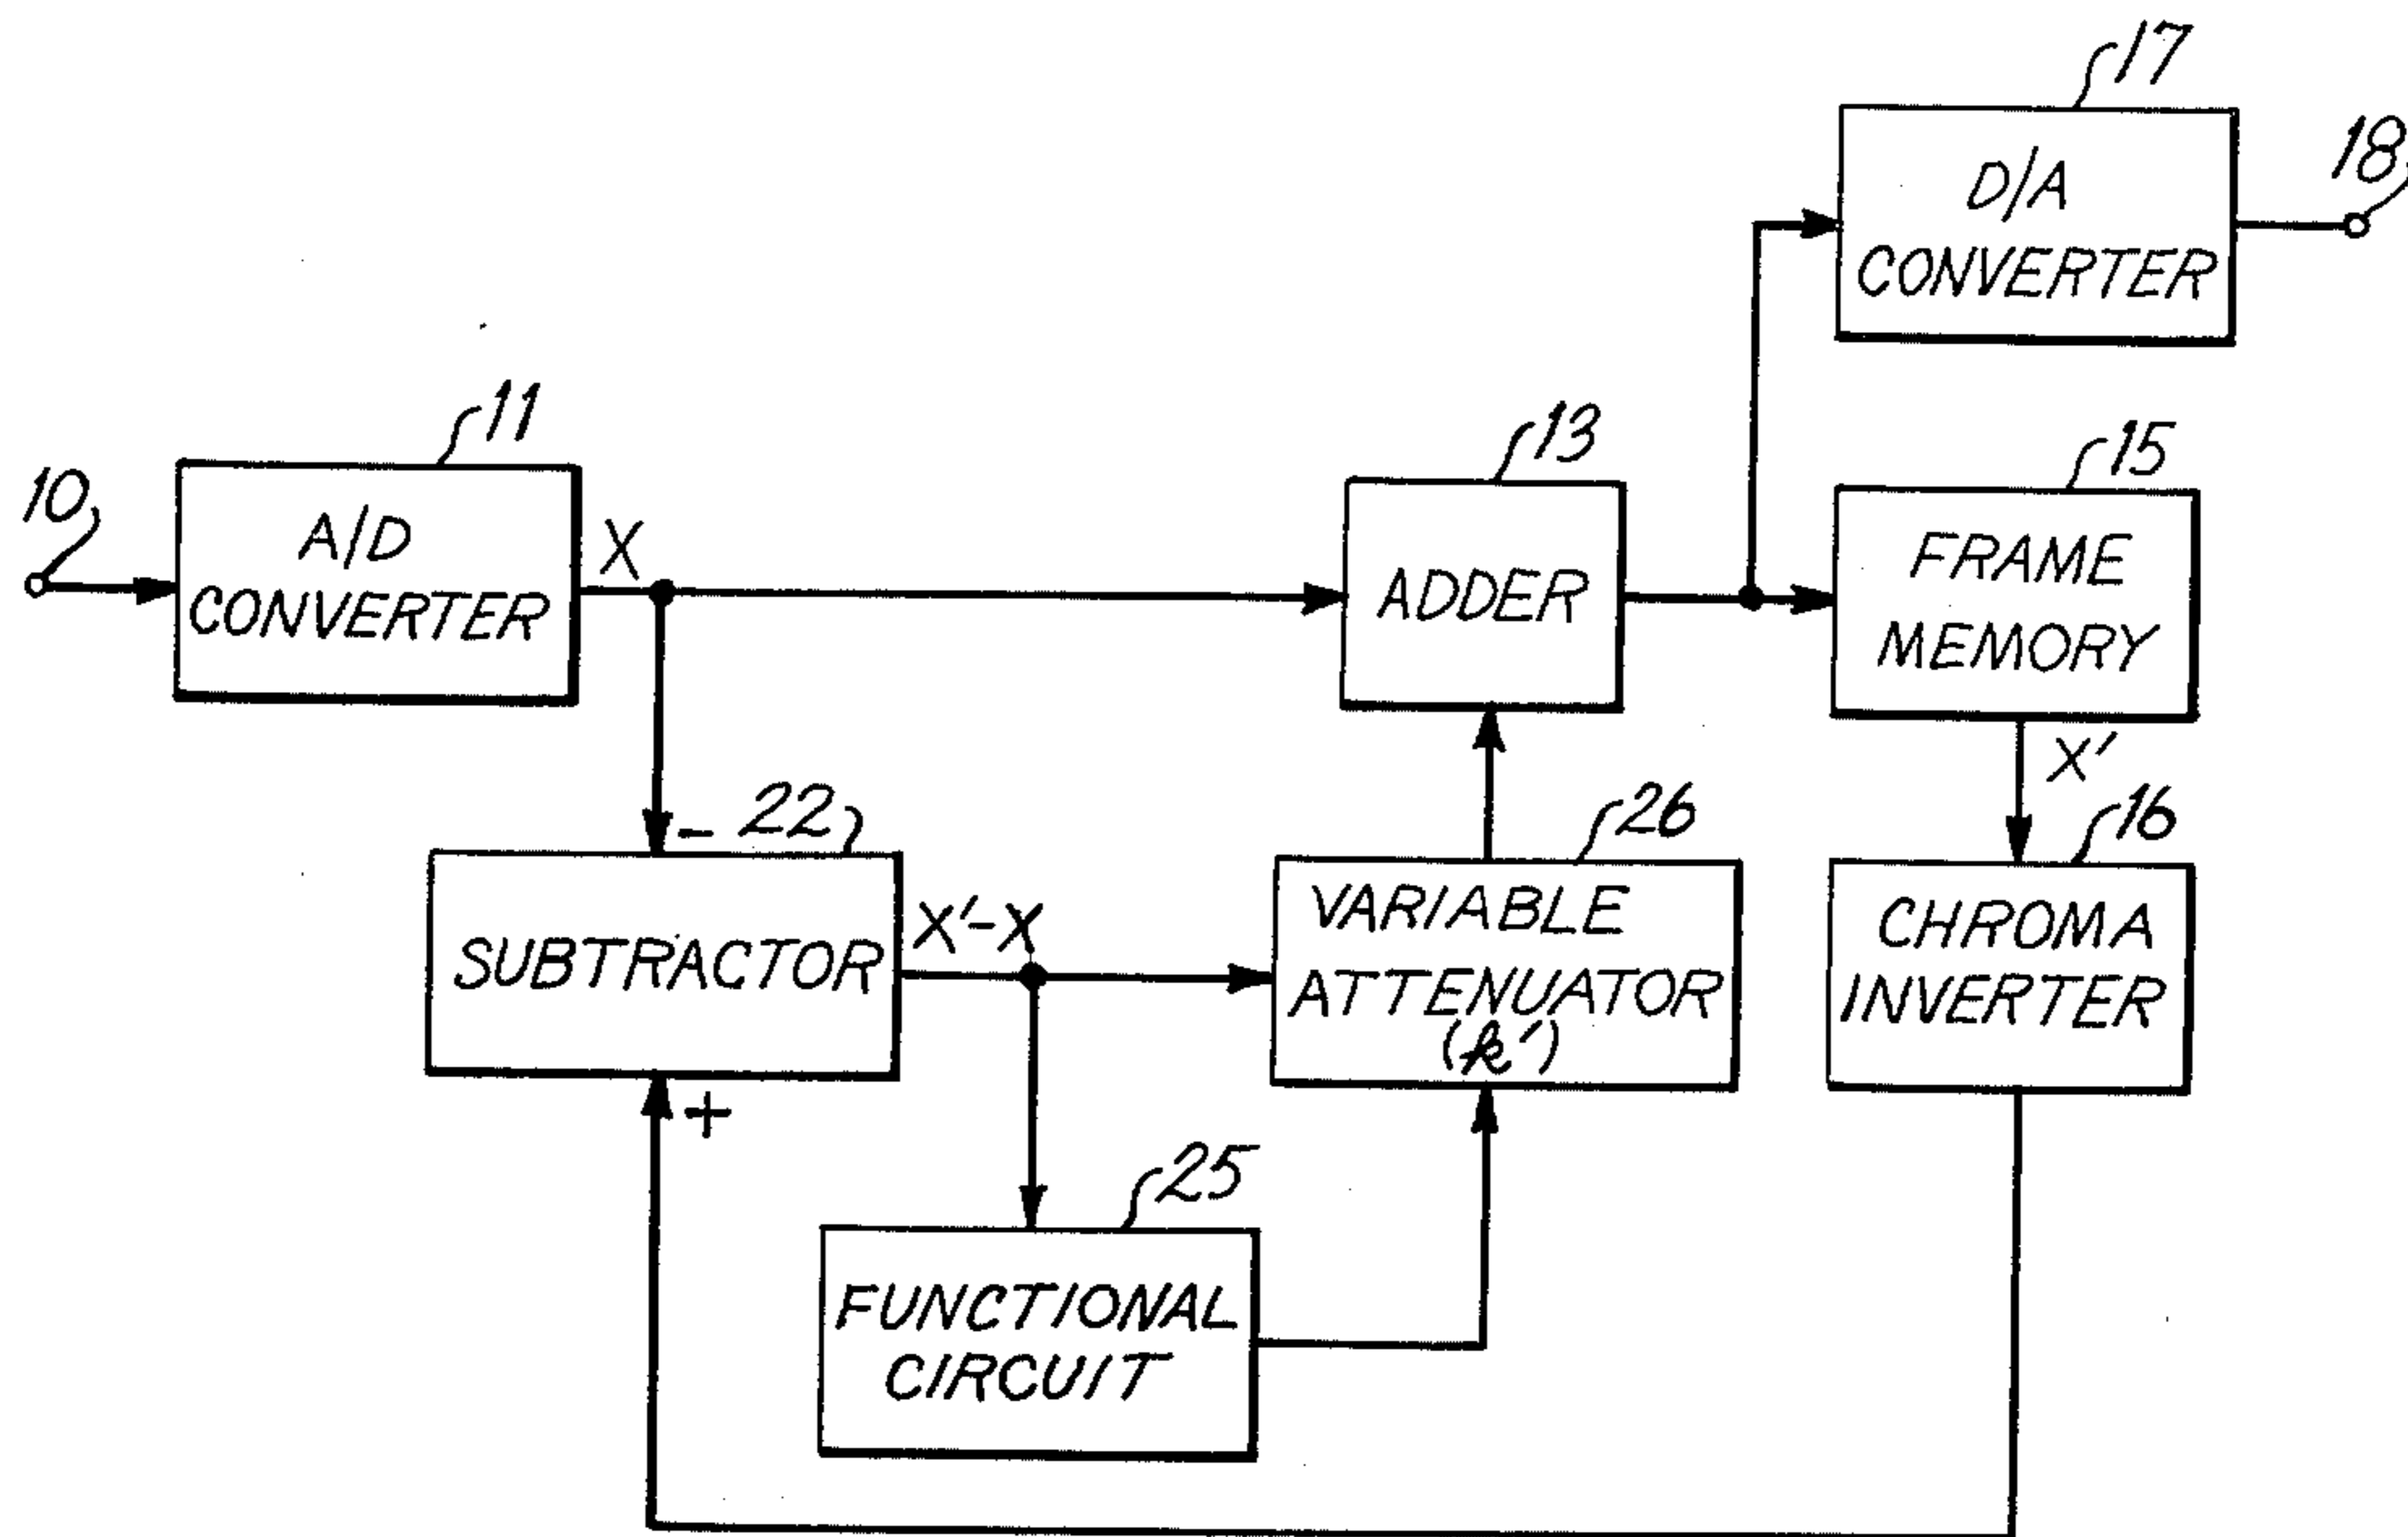 17
18
D/A
CONVERTER
11
13
15
10
A/D
CONVERTER
X
ADDER
FRAME
MEMORY
X'
- 22
26
16
SUBTRACTOR
X'-X
VARIABLE
ATTENUATOR
(k')
CHROMA
INVERTER
+
25
FUNCTIONAL
CIRCUIT